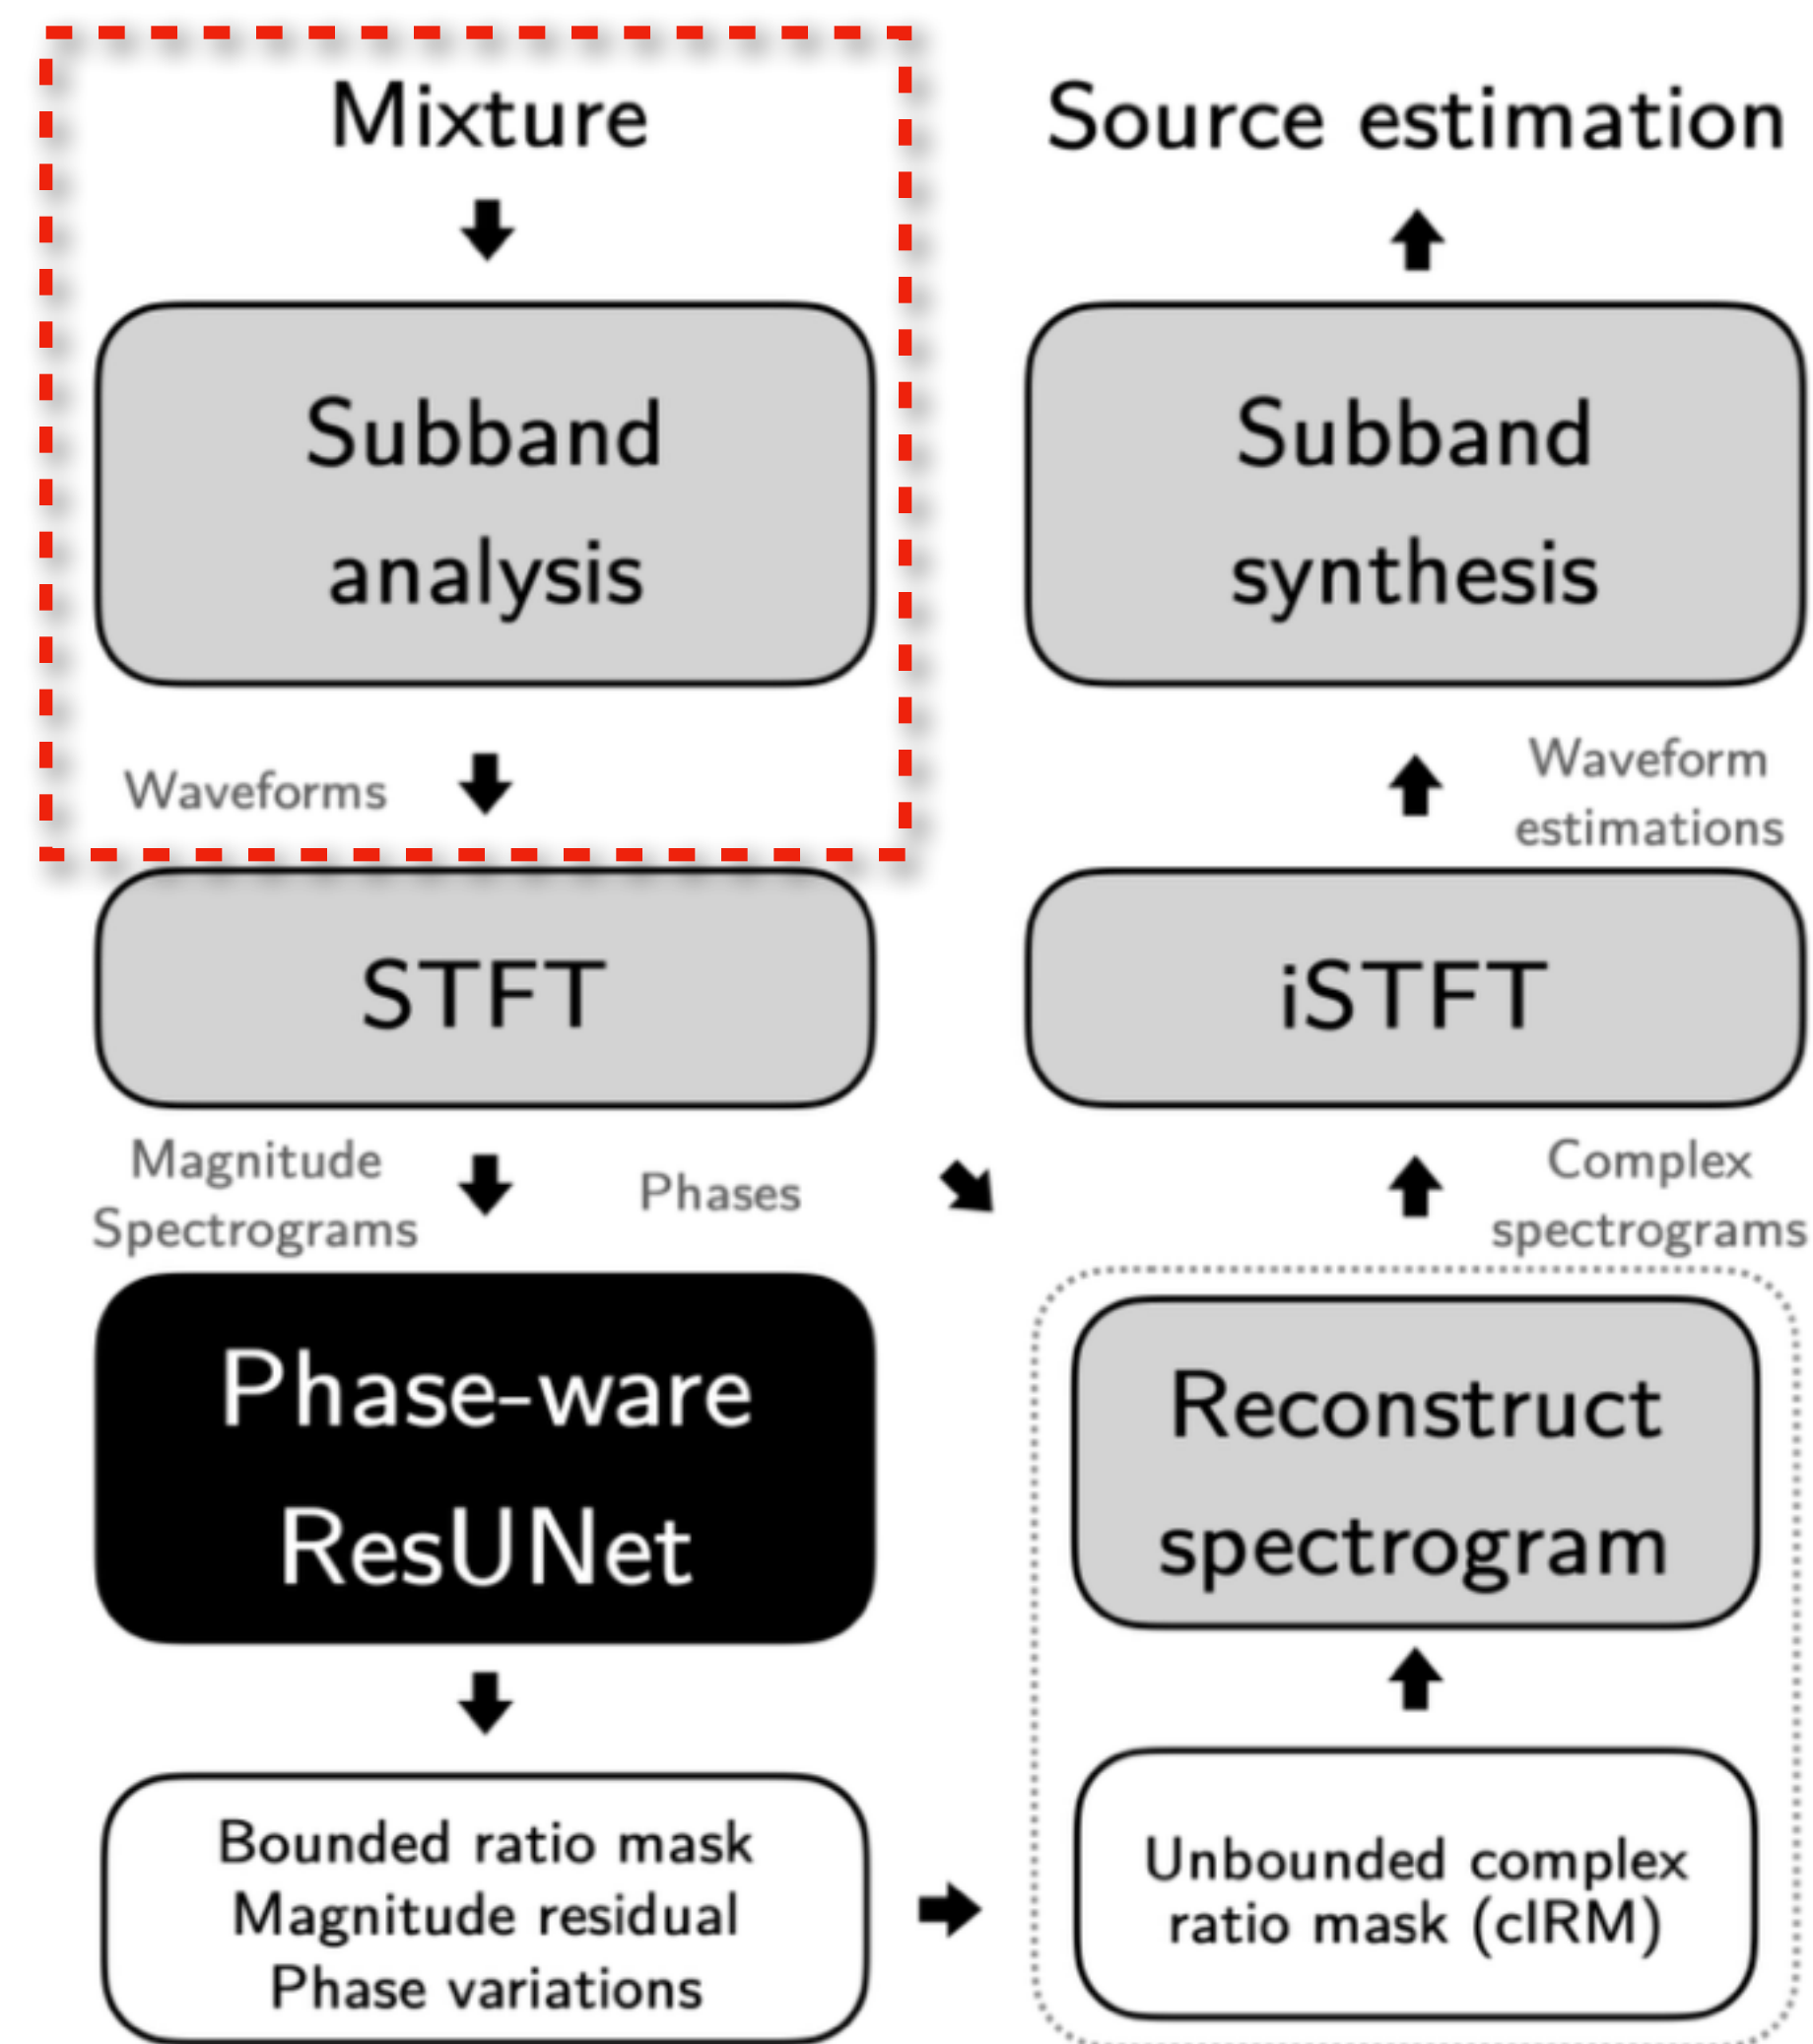 Mixture
Subband
analysis
Waveforms
STFT
Magnitude
Spectrograms
Phases
Phase-ware
ResUNet
Bounded ratio mask
Magnitude residual
Phase variations
Source estimation
Subband
synthesis
Waveform
estimations
iSTFT
Complex
spectrograms
Reconstruct
spectrogram
Unbounded complex
ratio mask (cIRM)